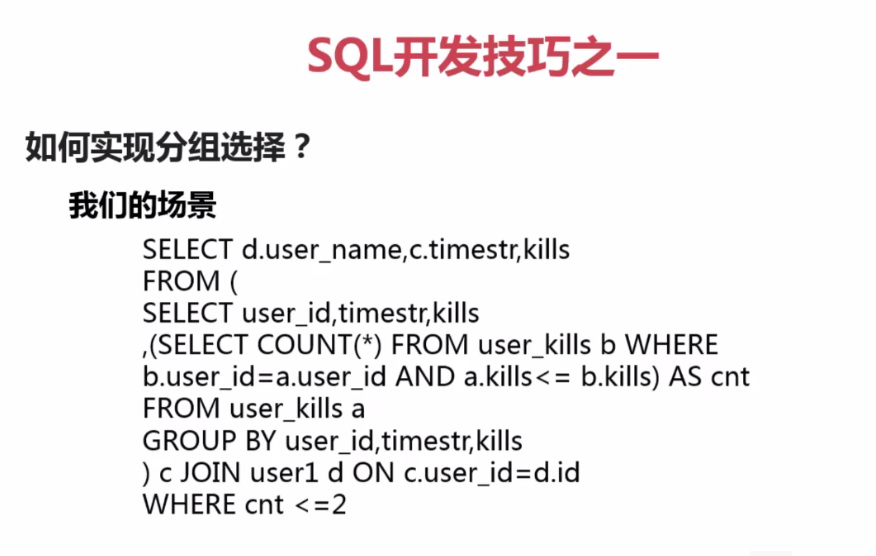 SQL开发技巧之一
如何实现分组选择？
我们的场景
SELECT d.user_name,c.timestr,kills
FROM (
SELECT user_id,timestr,kills
,(SELECT COUNT(*) FROM user_kills b WHERE
b.user_id=a.user_id AND a.kills<= b.kills) AS cnt
FROM user_kills a
GROUP BY user_id,timestr,kills
) c JOIN user1 d ON c.user_id=d.id
WHERE cnt <=2